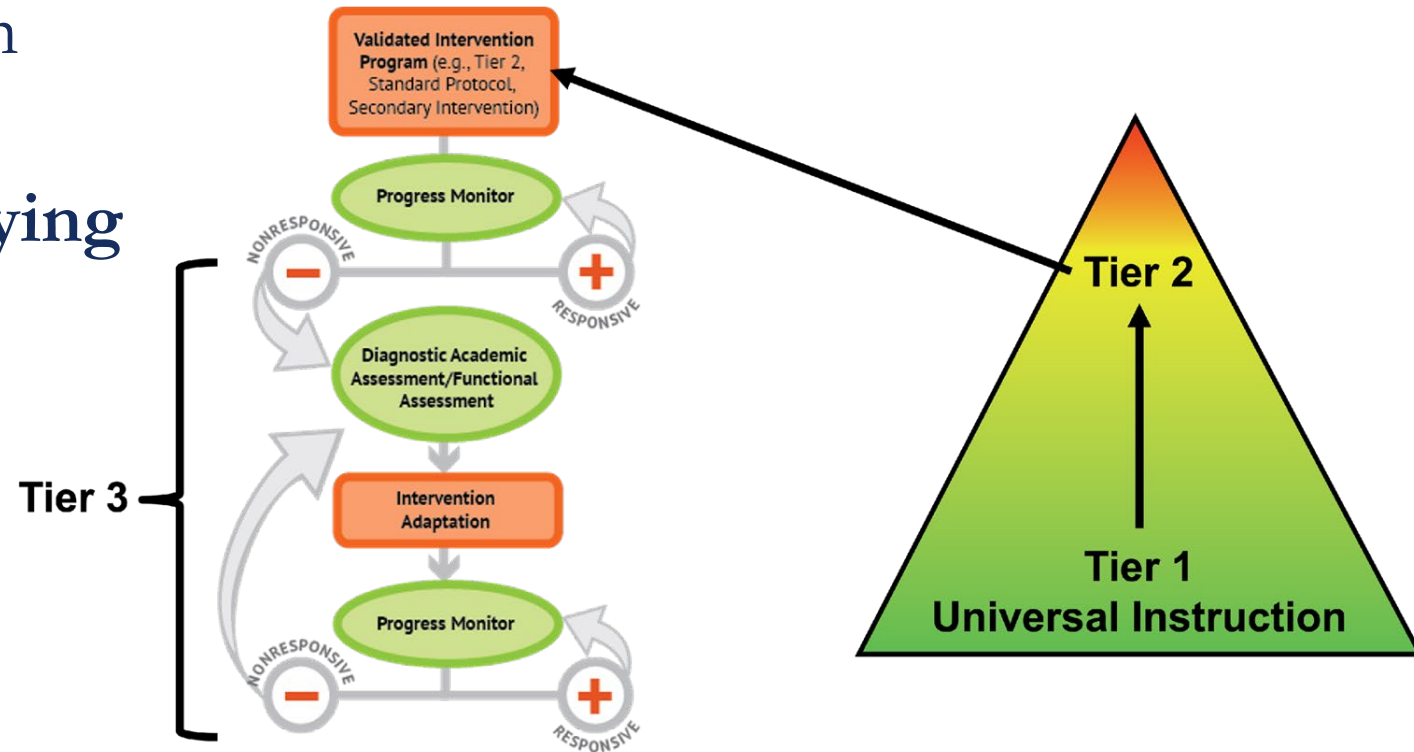 n
ying
Validated Intervention
Program (e.g., Tier 2,
Standard Protocol,
Secondary Intervention)
Progress Monitor
NONRESPONSIVE
−
+
RESPONSIVE
Diagnostic Academic
Assessment/Functional
Assessment
Tier 3
Intervention
Adaptation
Progress Monitor
NONRESPONSIVE
−
+
RESPONSIVE
Tier 2
Tier 1
Universal Instruction